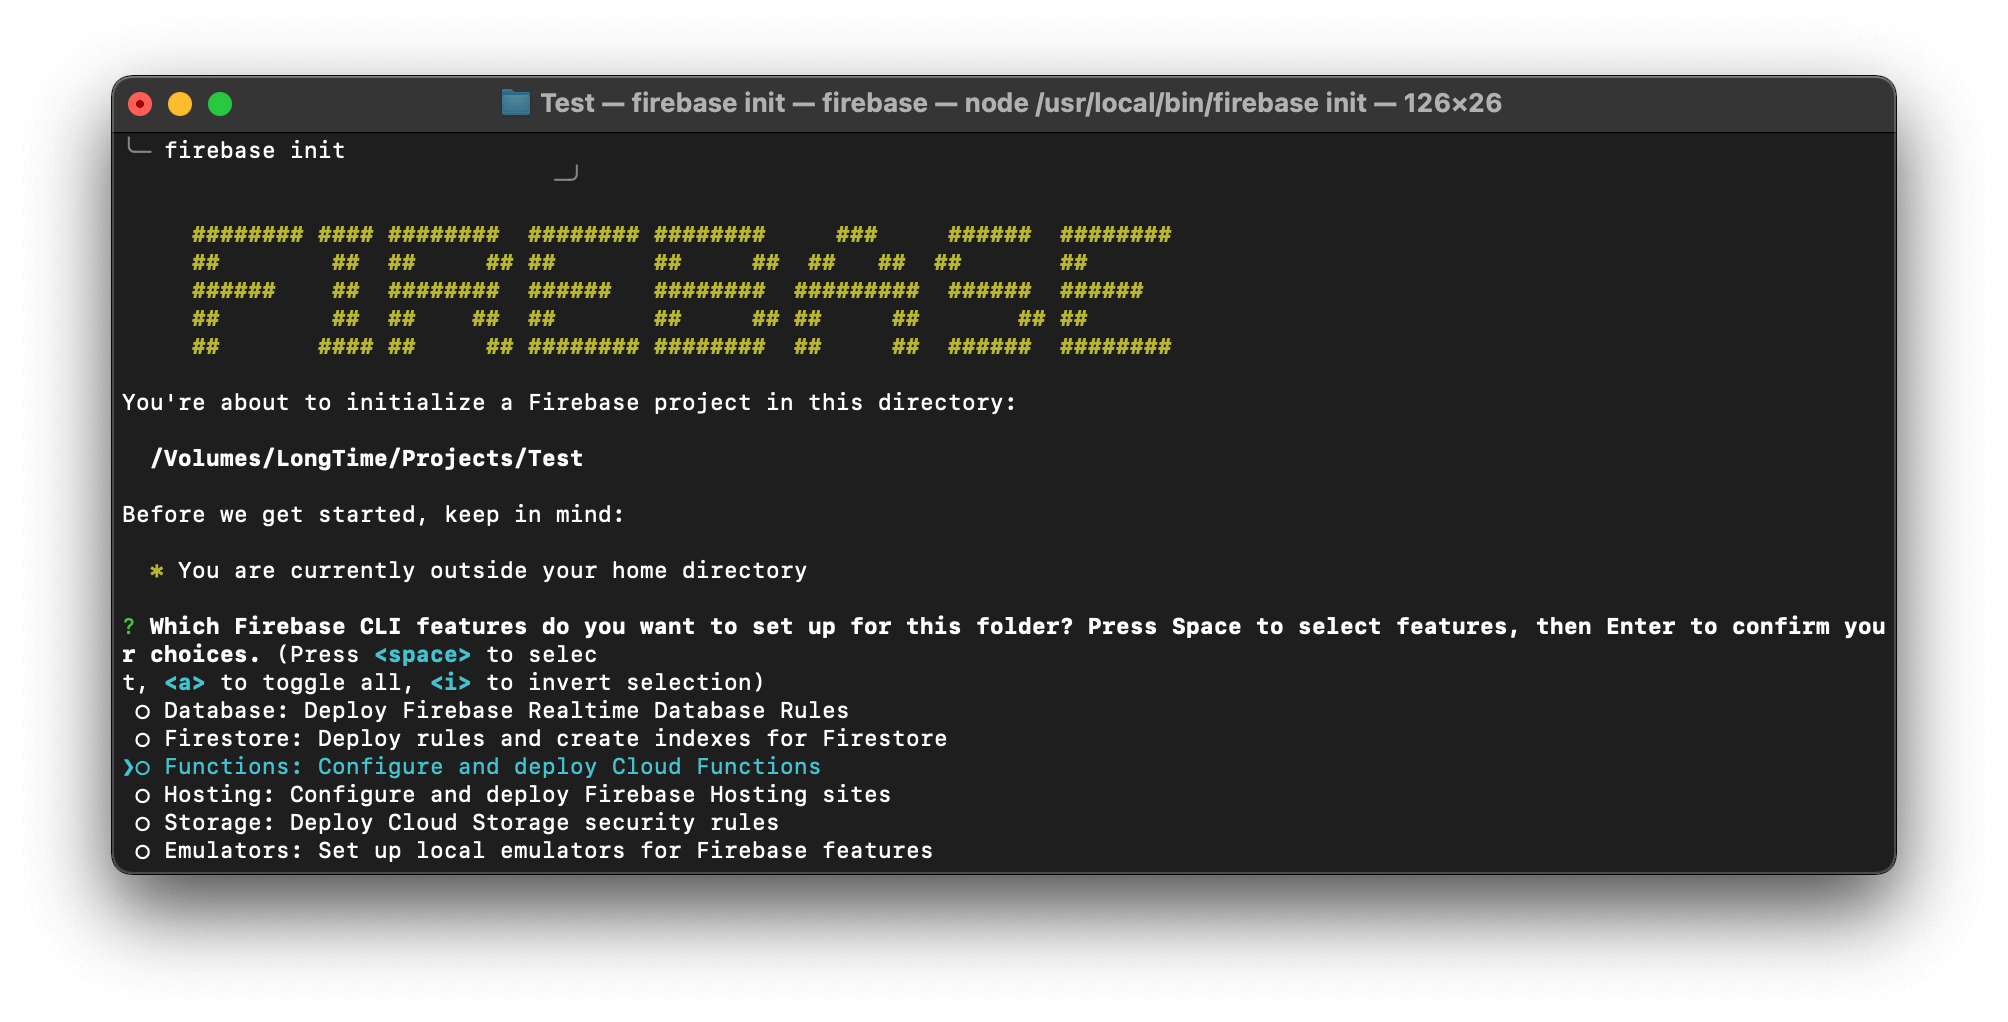 Test — firebase init — firebase — node /usr/local/bin/firebase init — 126×26
╰─ firebase init
─╯
######## #### ########  ######## ########     ###     ######  ########
##        ##  ##     ## ##       ##     ##  ##   ##  ##       ##
######    ##  ########  ######   ########  #########  ######  ######
##        ##  ##    ##  ##       ##     ## ##     ##       ## ##
##       #### ##     ## ######## ########  ##     ##  ######  ########
You're about to initialize a Firebase project in this directory:
/Volumes/LongTime/Projects/Test
Before we get started, keep in mind:
* You are currently outside your home directory
? Which Firebase CLI features do you want to set up for this folder? Press Space to select features, then Enter to confirm you
r choices. (Press <space> to selec
t, <a> to toggle all, <i> to invert selection)
◯ Database: Deploy Firebase Realtime Database Rules
◯ Firestore: Deploy rules and create indexes for Firestore
❯◯ Functions: Configure and deploy Cloud Functions
◯ Hosting: Configure and deploy Firebase Hosting sites
◯ Storage: Deploy Cloud Storage security rules
◯ Emulators: Set up local emulators for Firebase features